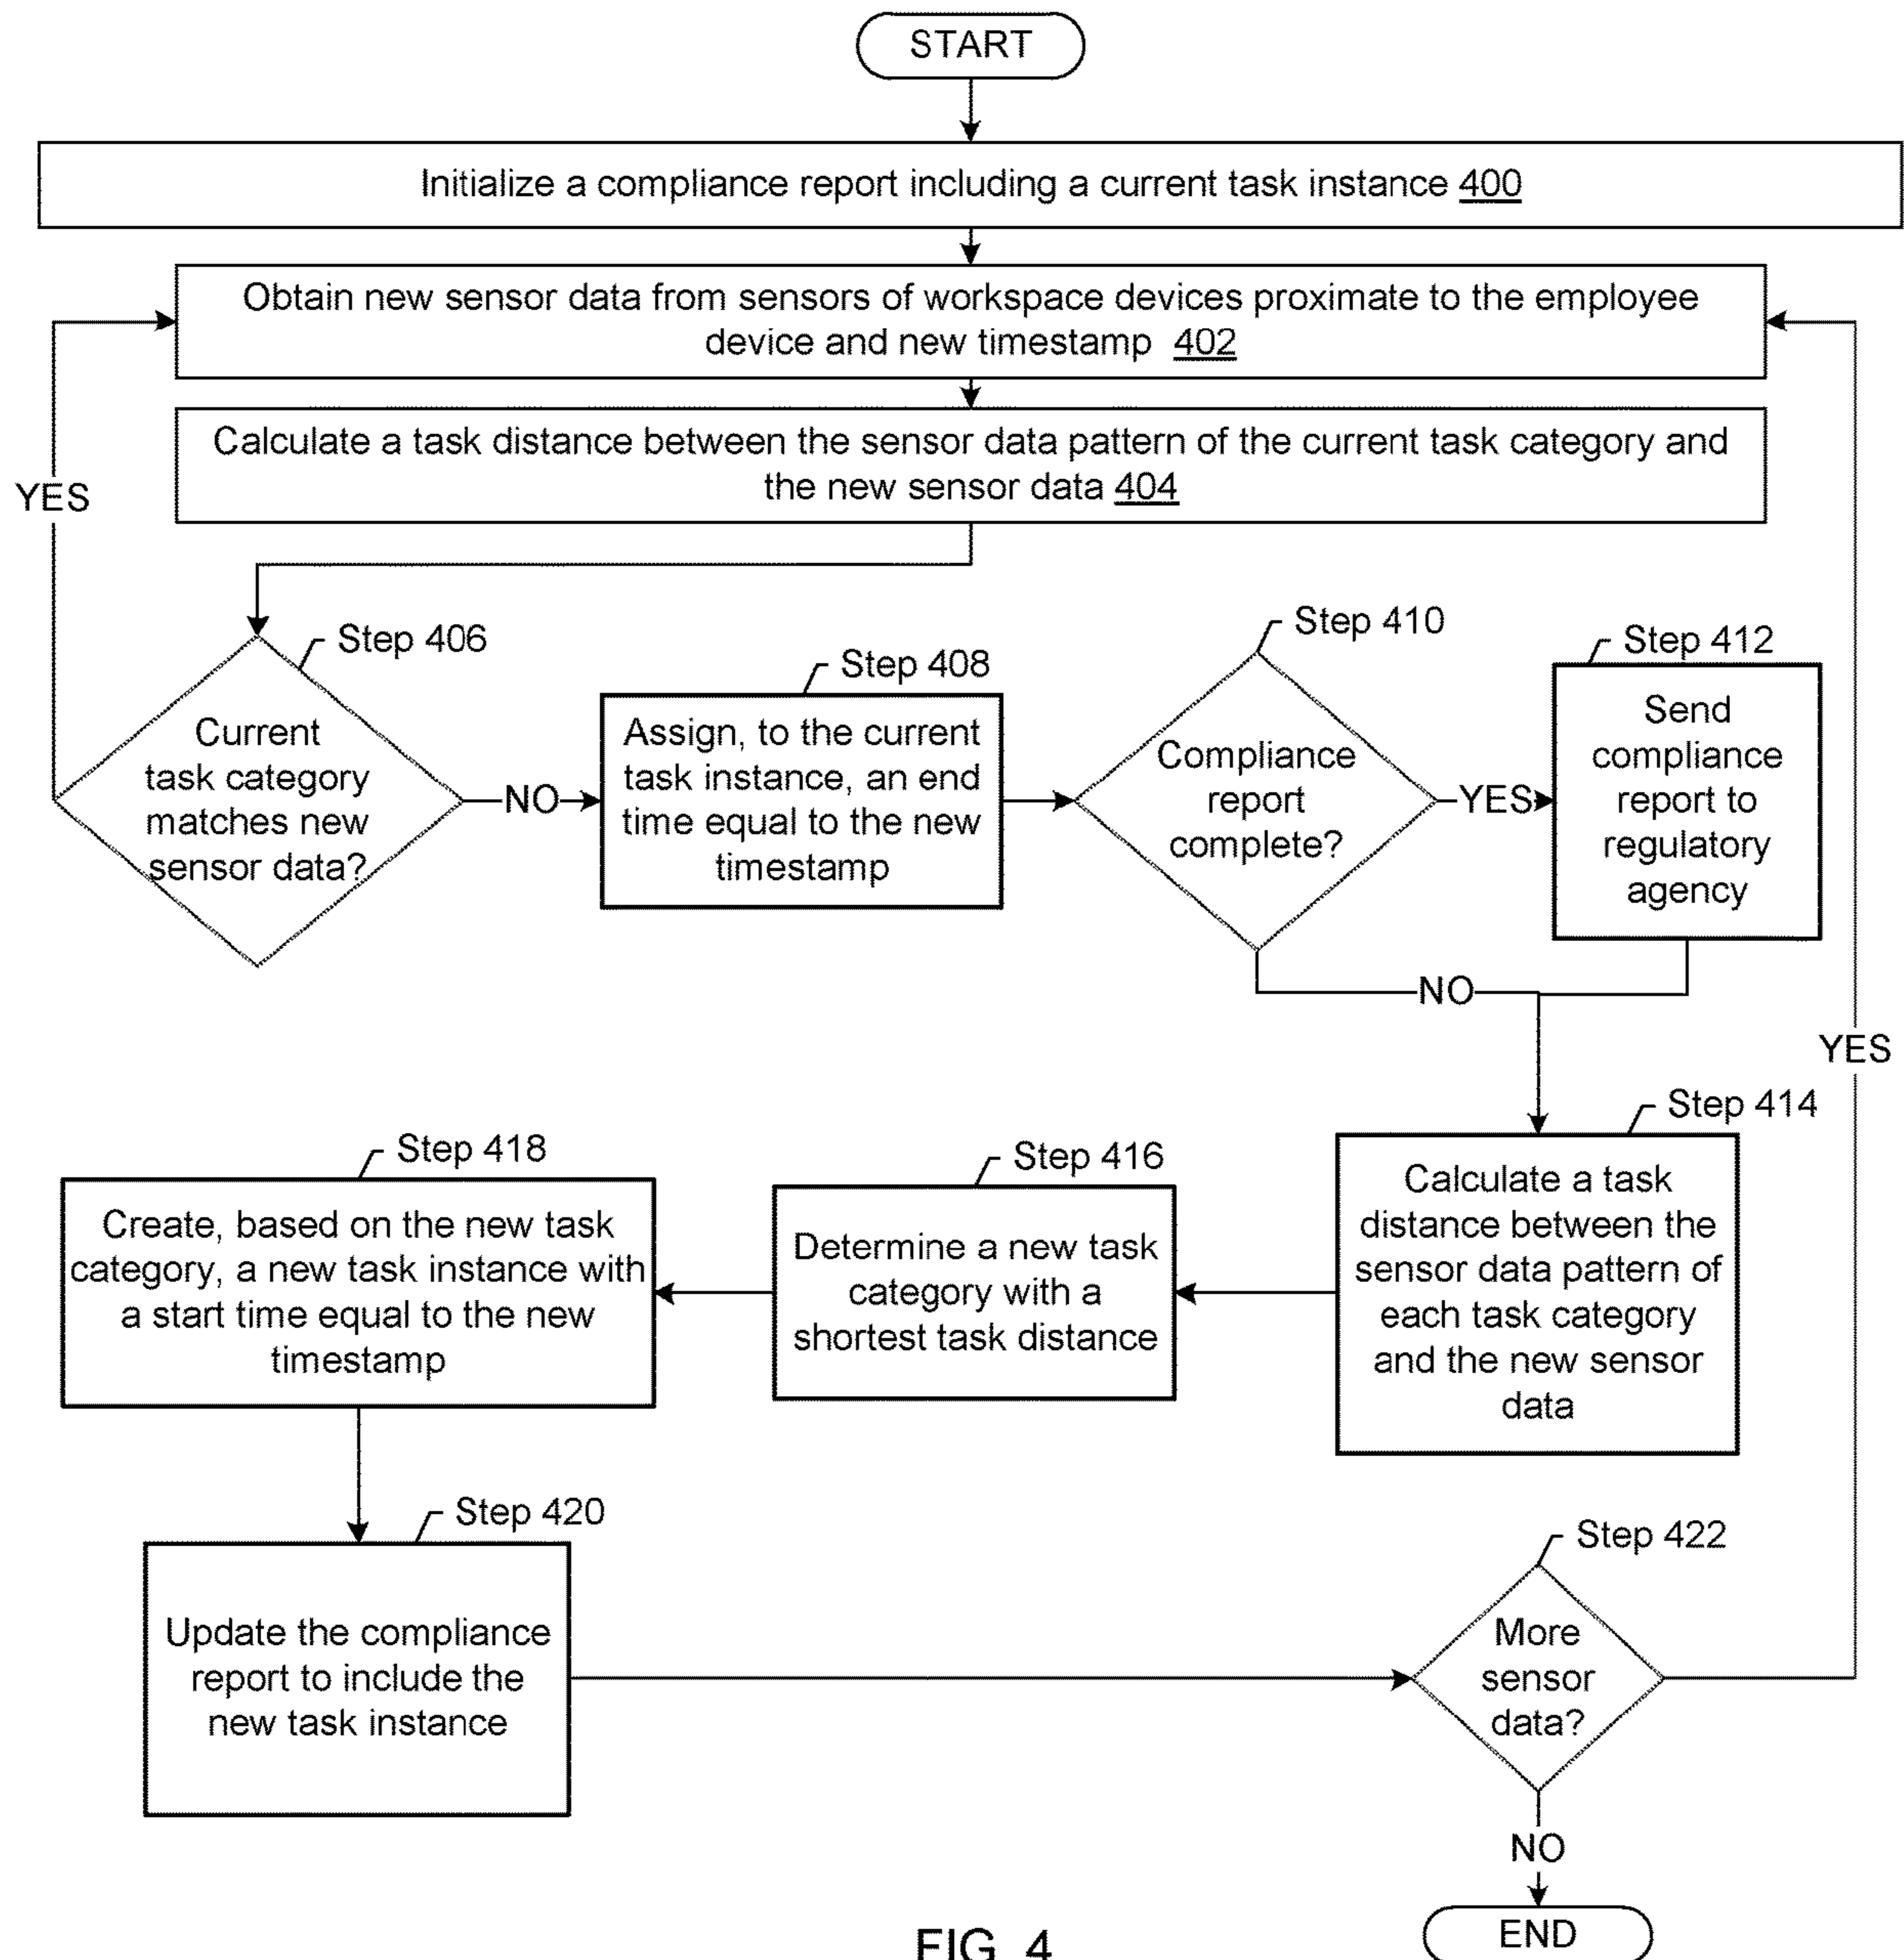 START
Initialize a compliance report including a current task instance 400
Obtain new sensor data from sensors of workspace devices proximate to the employee
device and new timestamp 402
Calculate a task distance between the sensor data pattern of the current task category and
the new sensor data 404
YES
Step 406
Current
task category
matches new
sensor data?
NO
Step 408
Assign, to the current
task instance, an end
time equal to the new
timestamp
Step 410
Compliance
report
complete?
YES
Step 412
Send
compliance
report to
regulatory
agency
NO
YES
Step 414
Calculate a task
distance between the
sensor data pattern of
each task category
and the new sensor
data
Step 416
Determine a new task
category with a
shortest task distance
Step 418
Create, based on the new task
category, a new task instance with
a start time equal to the new
timestamp
Step 420
Update the compliance
report to include the
new task instance
Step 422
More
sensor
data?
NO
END
FIG. 4